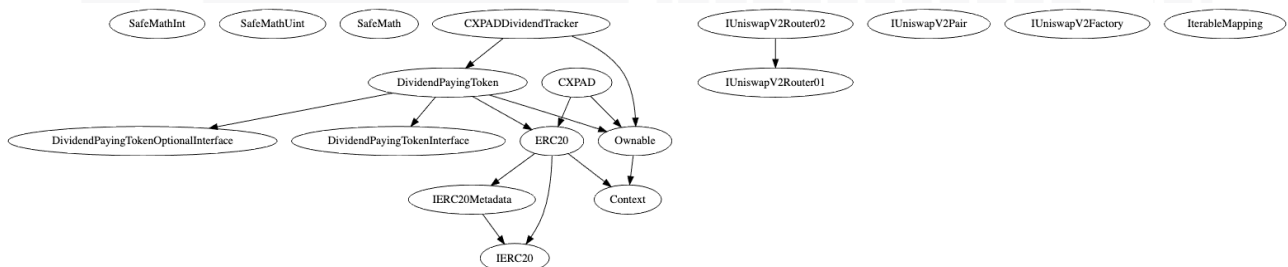 SafeMathInt
SafeMathUint
SafeMath
CXPADDividendTracker
IUniswapV2Router02
IUniswapV2Pair
IUniswapV2Factory
IterableMapping
DividendPayingToken
CXPAD
IUniswapV2Router01
DividendPayingTokenOptionalInterface
DividendPayingTokenInterface
ERC20
Ownable
IERC20Metadata
Context
IERC20